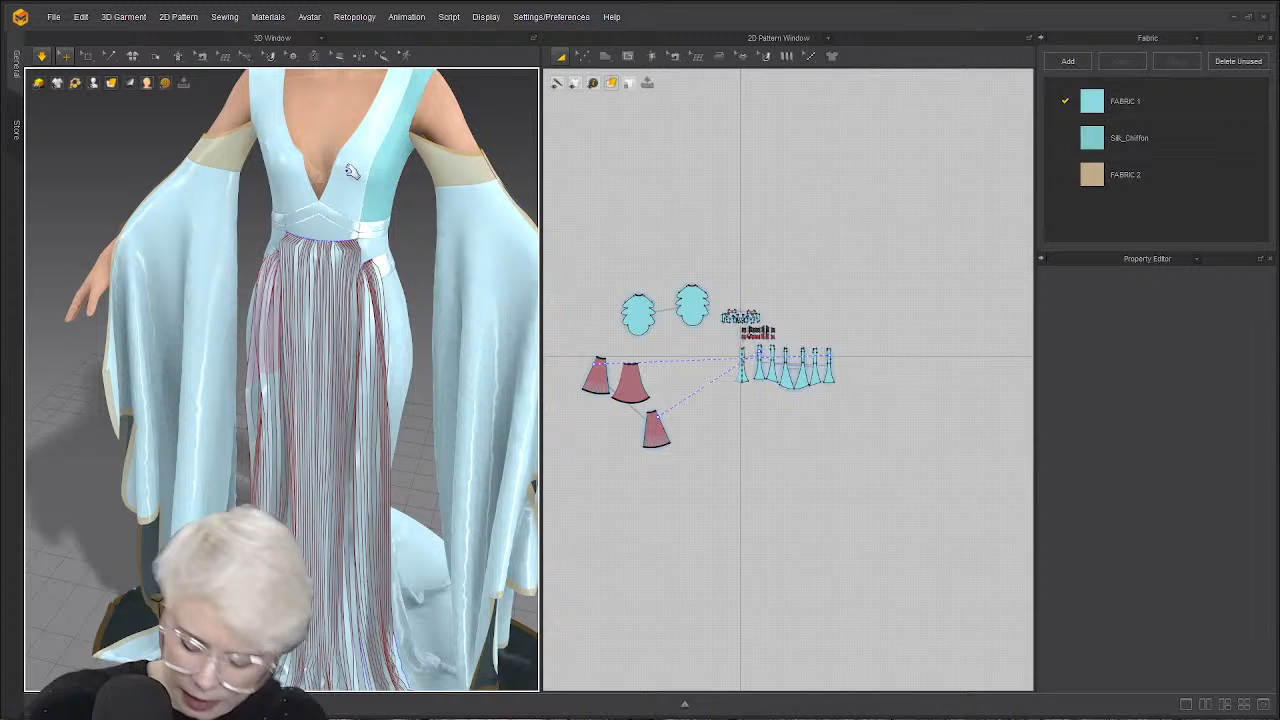 File Edit 3D Garment 2D Pattern Sewing Materials Avatar Retopology Animation Script Display Settings/Preferences Help
3D Window
2D Pattern Window
Fabric
General
Store
Add
Delete Unused
FABRIC 1
Silk_Chiffon
FABRIC 2
Property Editor